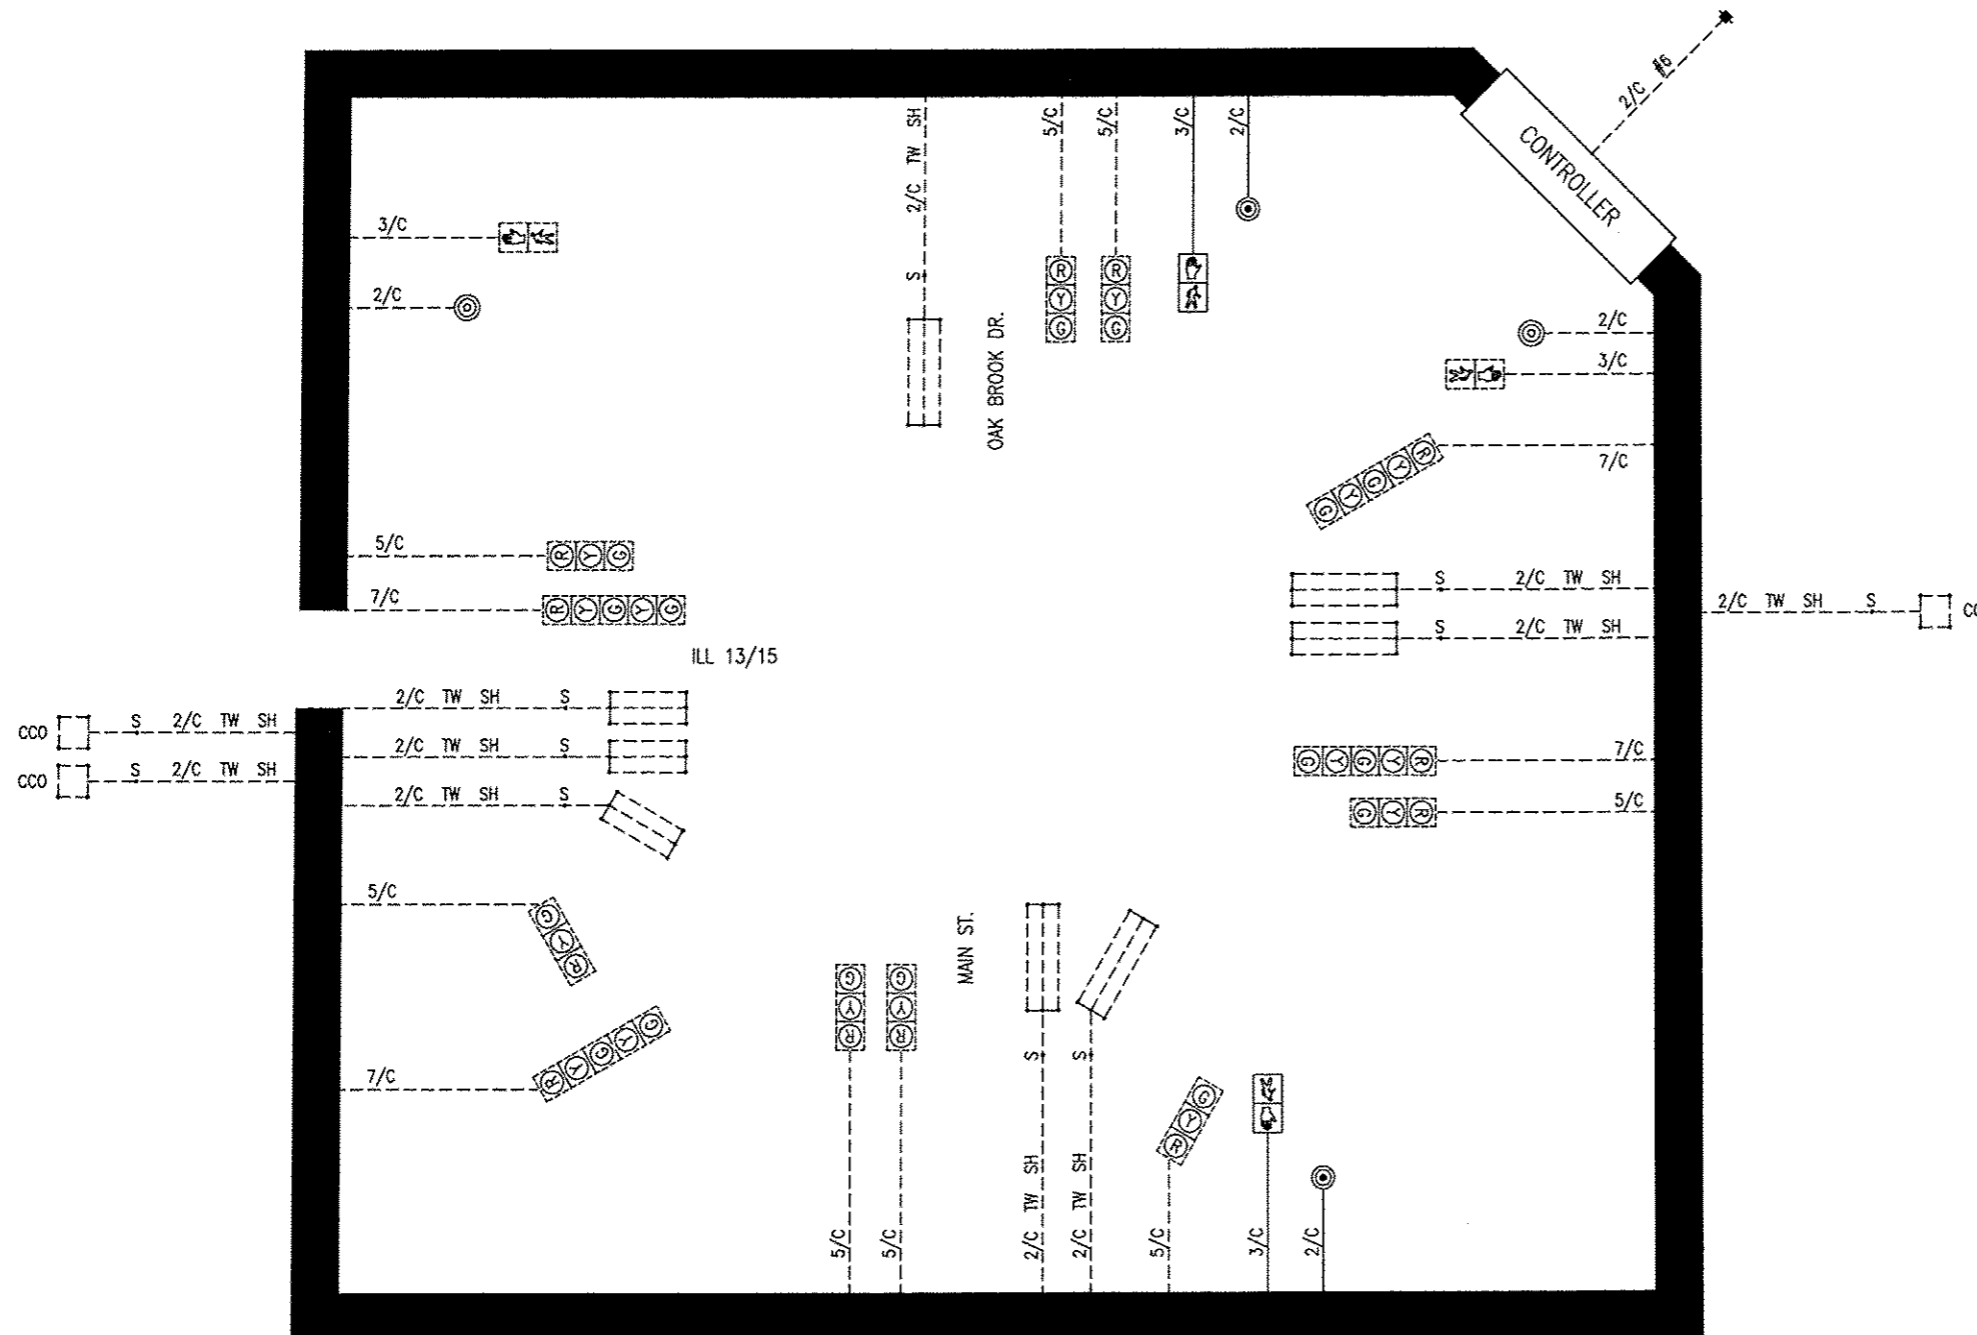 2/C #6
CONTROLLER
2/C TW SH S
5/C
5/C
3/C
2/C
R Y G
R Y G
OAK BROOK DR.
3/C
2/C
2/C
3/C
7/C
R Y G Y G
5/C
R Y G
7/C
R Y G Y G
ILL 13/15
S 2/C TW SH
S 2/C TW SH
2/C TW SH S
2/C TW SH S
2/C TW SH S
2/C TW SH S
CCO S 2/C TW SH
CCO S 2/C TW SH
G Y G Y R 7/C
G Y R 5/C
5/C
G Y R
7/C
R Y G Y G
MAIN ST.
G Y R
G Y R
5/C
5/C
S 2/C TW SH
S 2/C TW SH
R Y G
5/C
3/C
2/C